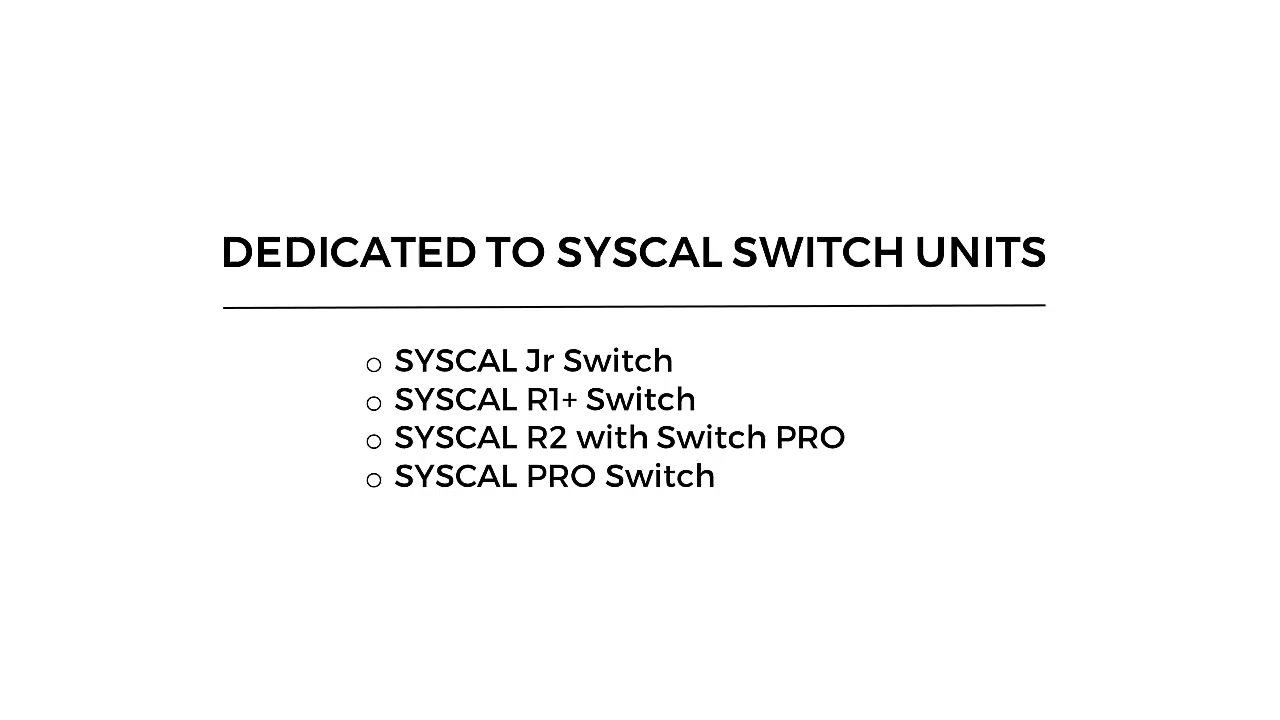 DEDICATED TO SYSCAL SWITCH UNITS
SYSCAL Jr Switch
SYSCAL R1+ Switch
SYSCAL R2 with Switch PRO
SYSCAL PRO Switch